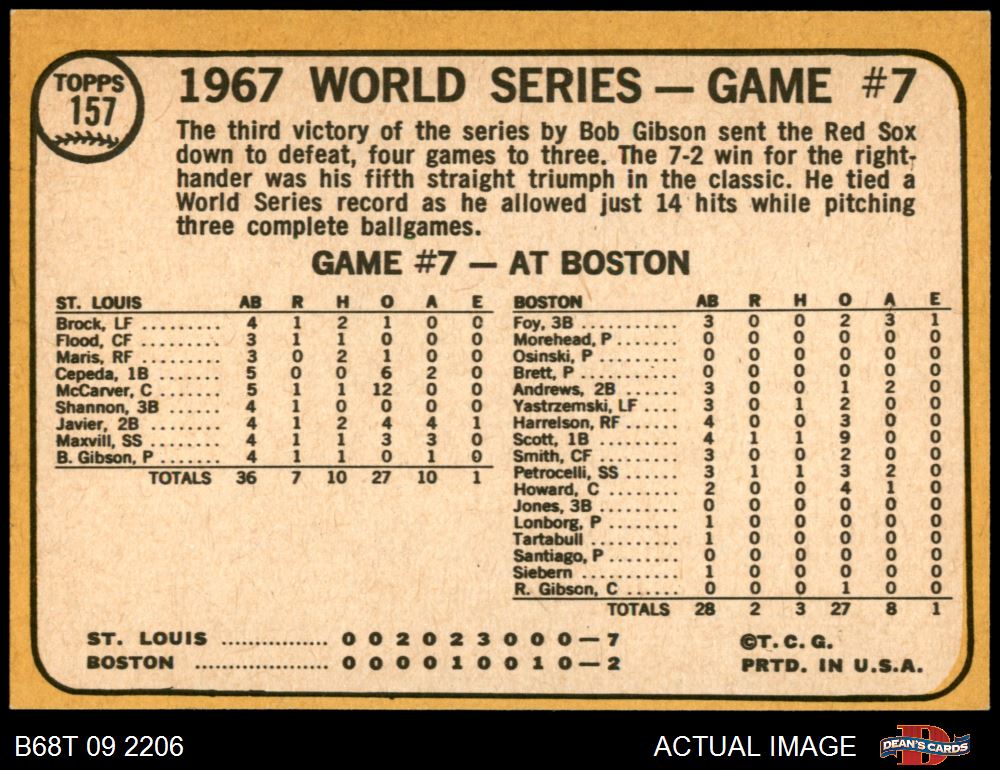 TOPPS
157
1967 WORLD SERIES — GAME #7
The third victory of the series by Bob Gibson sent the Red Sox
down to defeat, four games to three. The 7-2 win for the right-
hander was his fifth straight triumph in the classic. He tied a
World Series record as he allowed just 14 hits while pitching
three complete ballgames.
GAME #7 — AT BOSTON
ST. LOUIS AB R H O A E
Brock, LF ......... 4 1 2 1 0 0
Flood, CF ......... 3 1 1 0 0 0
Maris, RF ......... 3 0 2 1 0 0
Cepeda, 1B ....... 5 0 0 6 2 0
McCarver, C ...... 5 1 1 12 0 0
Shannon, 3B ...... 4 1 0 0 0 0
Javier, 2B ........ 4 1 2 4 4 1
Maxvill, SS ....... 4 1 1 3 3 0
B. Gibson, P ...... 4 1 1 0 1 0
TOTALS 36 7 10 27 10 1
BOSTON AB R H O A E
Foy, 3B ............ 3 0 0 2 3 1
Morehead, P ....... 0 0 0 0 0 0
Osinski, P ......... 0 0 0 0 0 0
Brett, P ............ 0 0 0 0 0 0
Andrews, 2B ....... 3 0 0 1 2 0
Yastrzemski, LF .... 3 0 1 2 0 0
Harrelson, RF ...... 4 0 0 3 0 0
Scott, 1B .......... 4 1 1 9 0 0
Smith, CF .......... 3 0 0 2 0 0
Petrocelli, SS ...... 3 1 1 3 2 0
Howard, C ......... 2 0 0 4 1 0
Jones, 3B .......... 0 0 0 0 0 0
Lonborg, P ......... 1 0 0 0 0 0
Tartabull ........... 1 0 0 0 0 0
Santiago, P ........ 0 0 0 0 0 0
Siebern ............ 1 0 0 0 0 0
R. Gibson, C ...... 0 0 0 1 0 0
TOTALS 28 2 3 27 8 1
ST. LOUIS ............... 0 0 2 0 2 3 0 0 0—7
BOSTON .................. 0 0 0 0 1 0 0 1 0—2
©T.C.G.
PRTD. IN U.S.A.
B68T 09 2206
ACTUAL IMAGE
D
DEAN'S CARDS